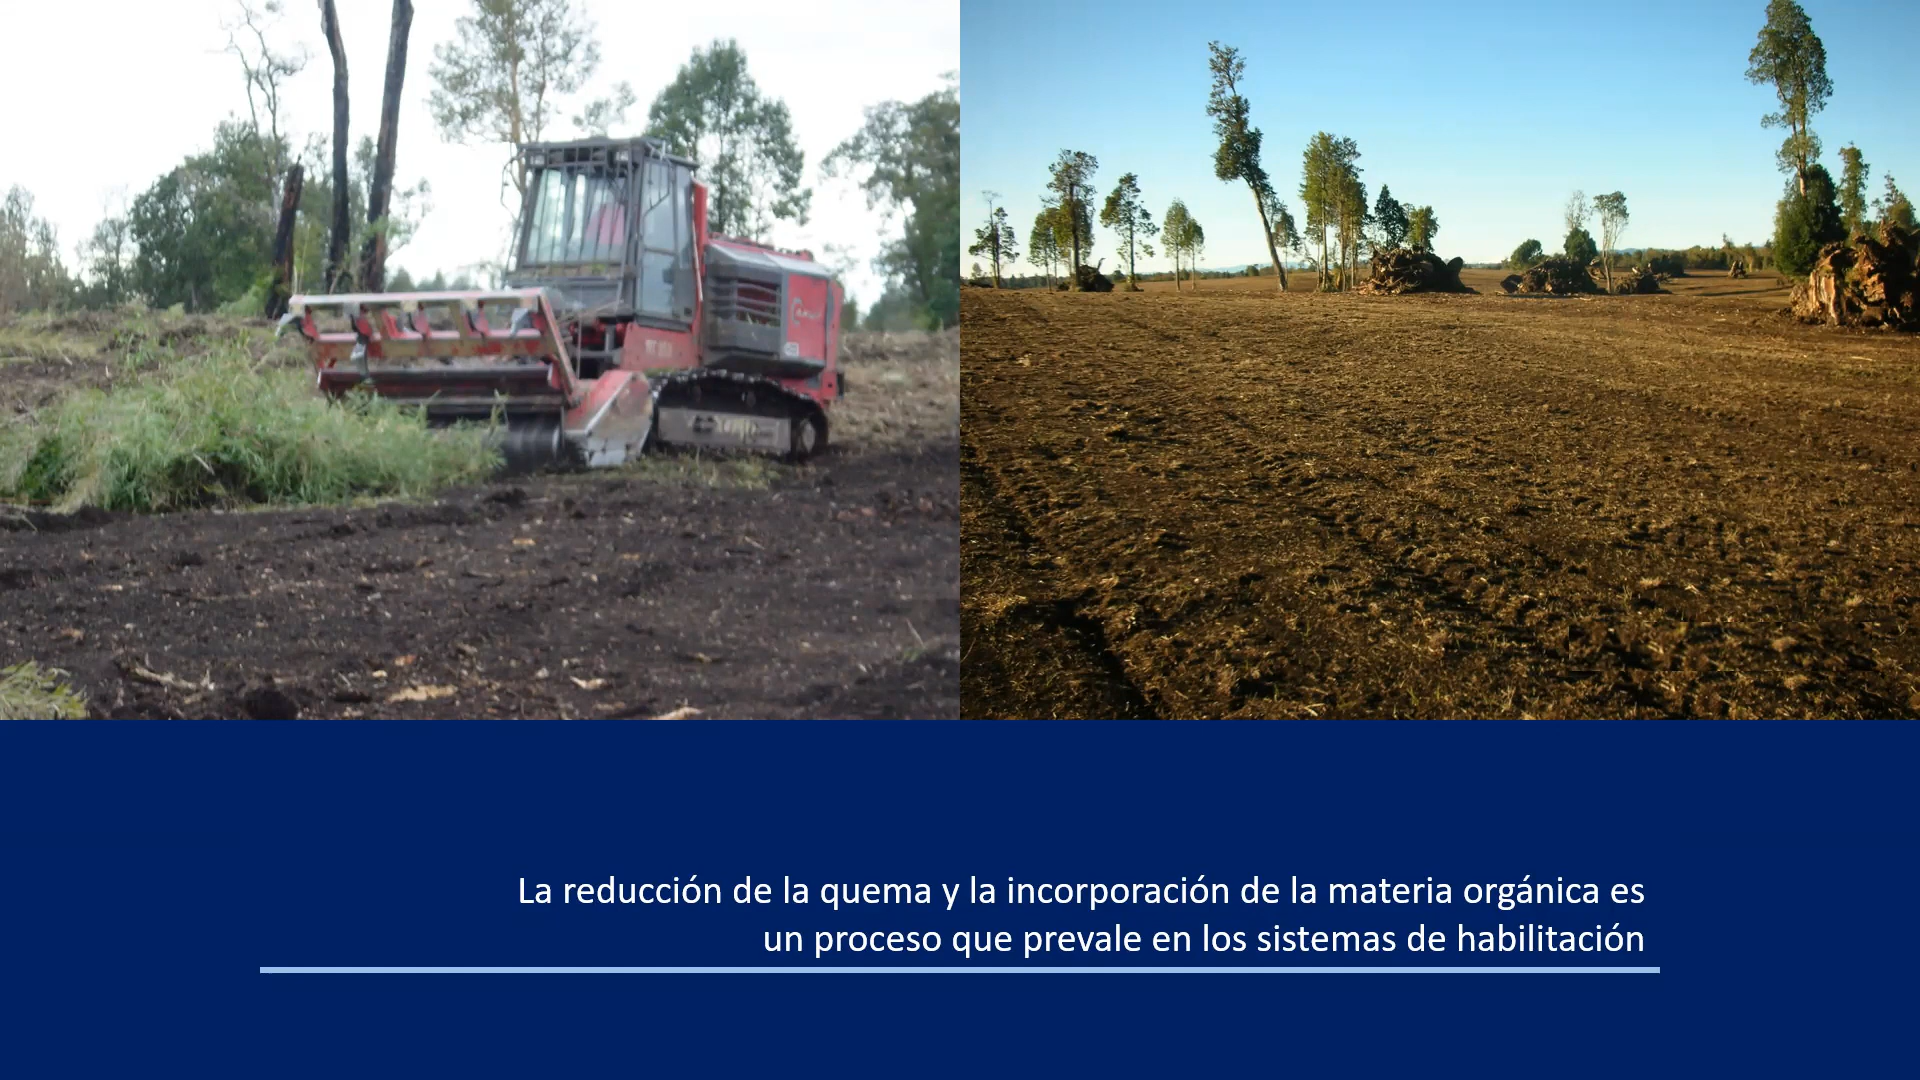 La reducción de la quema y la incorporación de la materia orgánica es
un proceso que prevale en los sistemas de habilitación